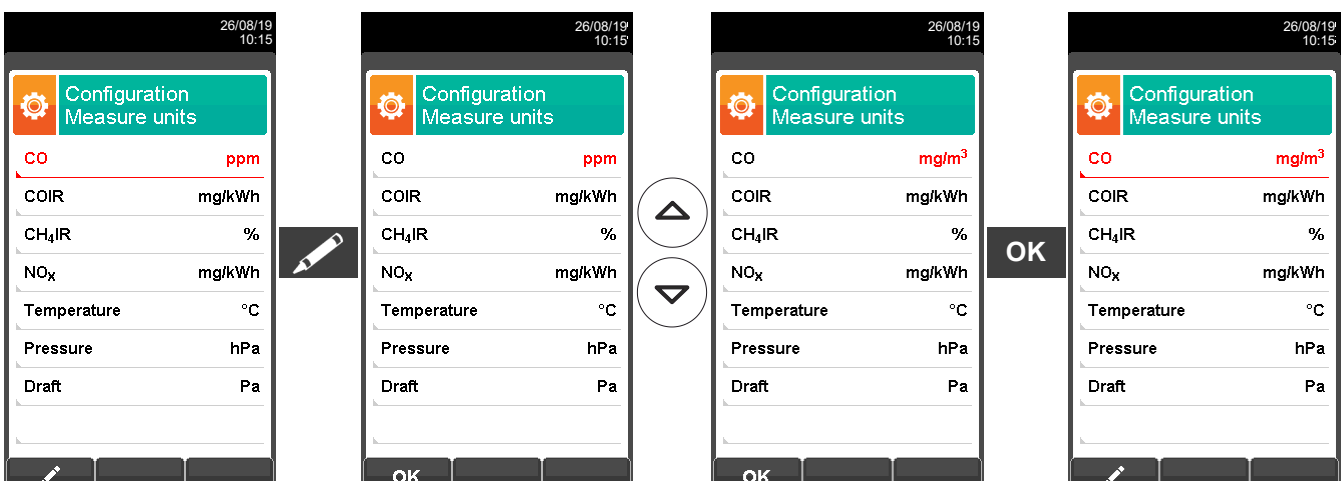 26/08/19
10:15
Configuration
Measure units
CO ppm
COIR mg/kWh
CH₄IR %
NOX mg/kWh
Temperature °C
Pressure hPa
Draft Pa
26/08/19
10:15
Configuration
Measure units
CO ppm
COIR mg/kWh
CH₄IR %
NOX mg/kWh
Temperature °C
Pressure hPa
Draft Pa
OK
26/08/19
10:15
Configuration
Measure units
CO mg/m³
COIR mg/kWh
CH₄IR %
NOX mg/kWh
Temperature °C
Pressure hPa
Draft Pa
OK
OK
26/08/19
10:15
Configuration
Measure units
CO mg/m³
COIR mg/kWh
CH₄IR %
NOX mg/kWh
Temperature °C
Pressure hPa
Draft Pa